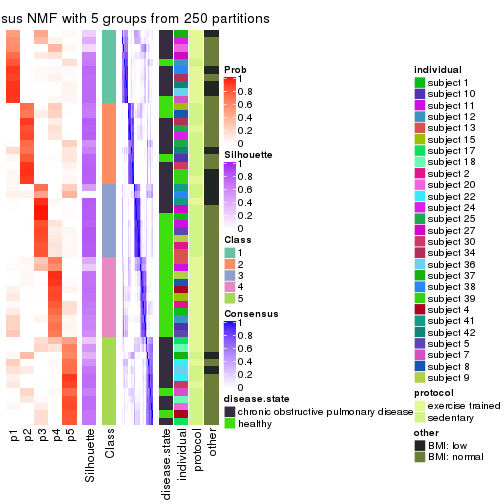 sus NMF with 5 groups from 250 partitions
p1
p2
p3
p4
p5
Silhouette
Class
disease.state
individual
protocol
other
Prob
1
0.8
0.6
0.4
0.2
0
Silhouette
1
0.8
0.6
0.4
0.2
0
Class
1
2
3
4
5
Consensus
1
0.8
0.6
0.4
0.2
0
disease.state
chronic obstructive pulmonary disease
healthy
individual
subject 1
subject 10
subject 11
subject 12
subject 13
subject 15
subject 17
subject 18
subject 2
subject 20
subject 22
subject 24
subject 25
subject 27
subject 30
subject 34
subject 36
subject 37
subject 38
subject 39
subject 4
subject 41
subject 42
subject 5
subject 7
subject 8
subject 9
protocol
exercise trained
sedentary
other
BMI: low
BMI: normal